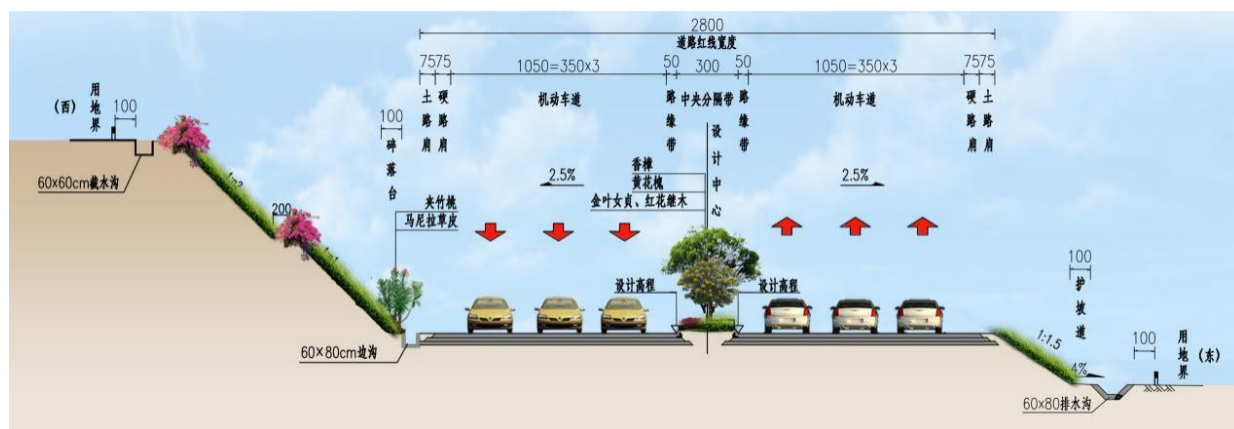 2800
道路红线宽度
7575
1050=350x3
50
300
50
1050=350x3
7575
土路肩
硬路肩
机动车道
路缘带
中央分隔带
路缘带
机动车道
硬路肩
土路肩
(西)
用地界
100
100
碎落台
设计中心
60x60cm截水沟
2.5%
2.5%
香樟
黄花槐
金叶女贞、红花继木
夹竹桃
马尼拉草皮
200
1:1
设计高程
设计高程
60×80cm边沟
100
护坡道
1:1.5
4%
100
用地界
(东)
60x80排水沟